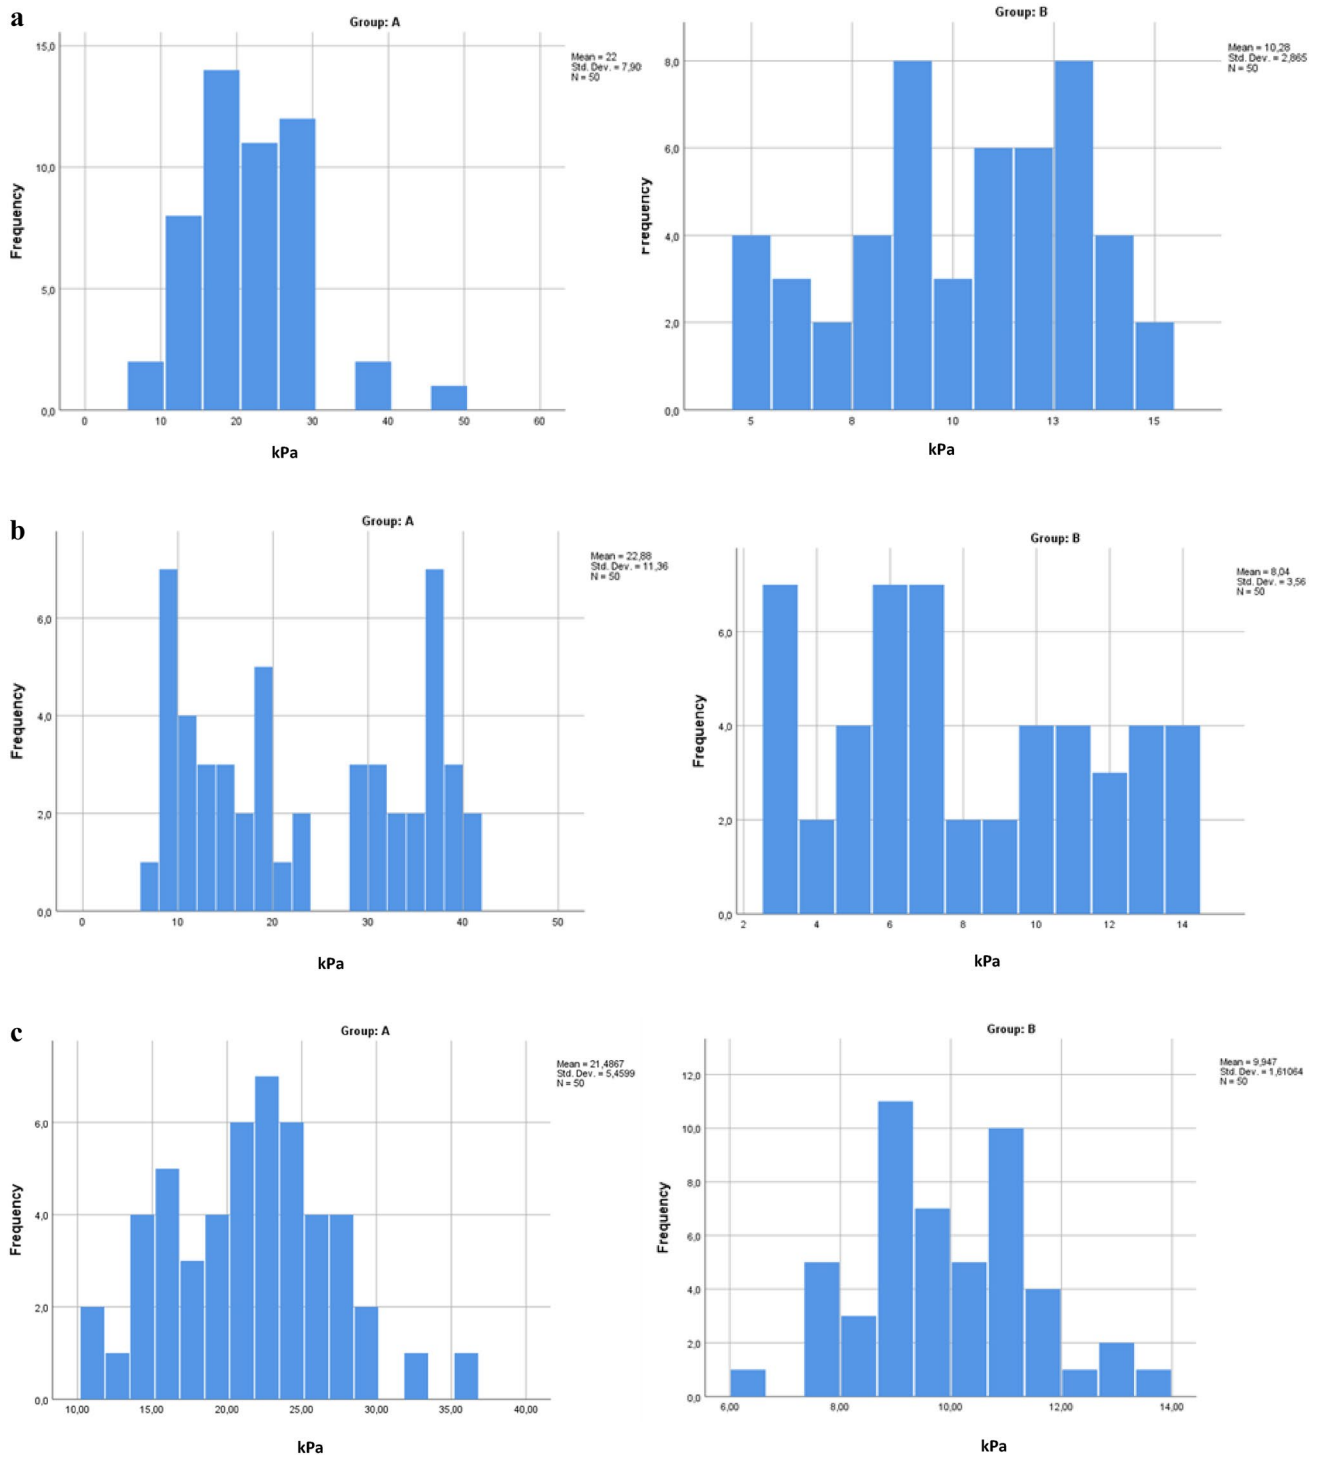 a
Group: A
Mean = 22
Std. Dev. = 7,90
N = 50
15,0
10,0
5,0
0,0
Frequency
0 10 20 30 40 50 60
kPa
Group: B
Mean = 10,28
Std. Dev. = 2,865
N = 50
8,0
6,0
4,0
2,0
0,0
Frequency
5 8 10 13 15
kPa
b
Group: A
Mean = 22,88
Std. Dev. = 11,36
N = 50
6,0
4,0
2,0
0,0
Frequency
0 10 20 30 40 50
kPa
Group: B
Mean = 8,04
Std. Dev. = 3,56
N = 50
6,0
4,0
2,0
0,0
Frequency
2 4 6 8 10 12 14
kPa
c
Group: A
Mean = 21,4867
Std. Dev. = 5,4599
N = 50
6,0
4,0
2,0
0,0
Frequency
10,00 15,00 20,00 25,00 30,00 35,00 40,00
kPa
Group: B
Mean = 9,947
Std. Dev. = 1,61064
N = 50
12,0
10,0
8,0
6,0
4,0
2,0
0,0
Frequency
6,00 8,00 10,00 12,00 14,00
kPa